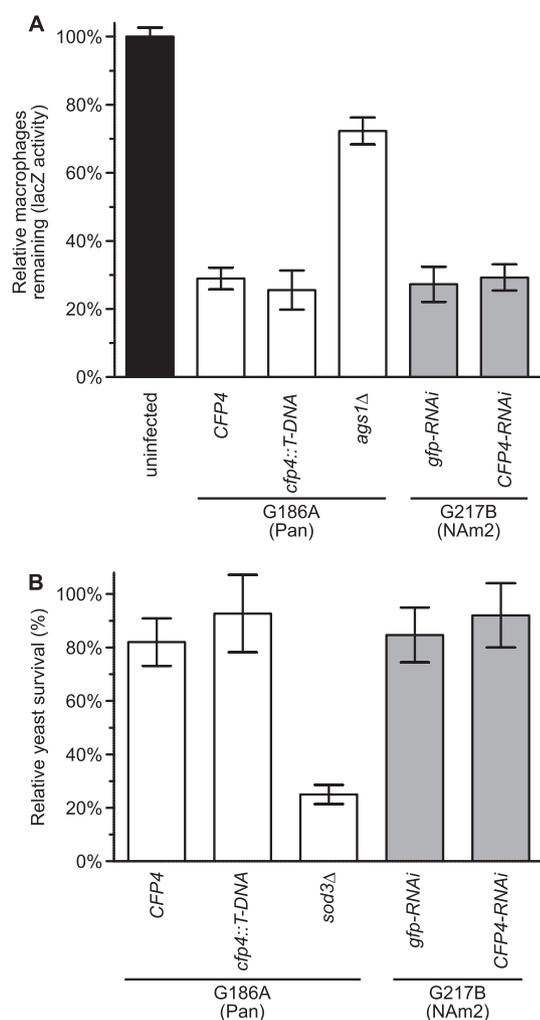 A
Relative macrophages
remaining (lacZ activity)
100%
80%
60%
40%
20%
0%
uninfected
CFP4
cfp4::T-DNA
ags1Δ
gfp-RNAi
CFP4-RNAi
G186A
(Pan)
G217B
(NAm2)
B
Relative yeast survival (%)
100%
80%
60%
40%
20%
0%
CFP4
cfp4::T-DNA
sod3Δ
gfp-RNAi
CFP4-RNAi
G186A
(Pan)
G217B
(NAm2)